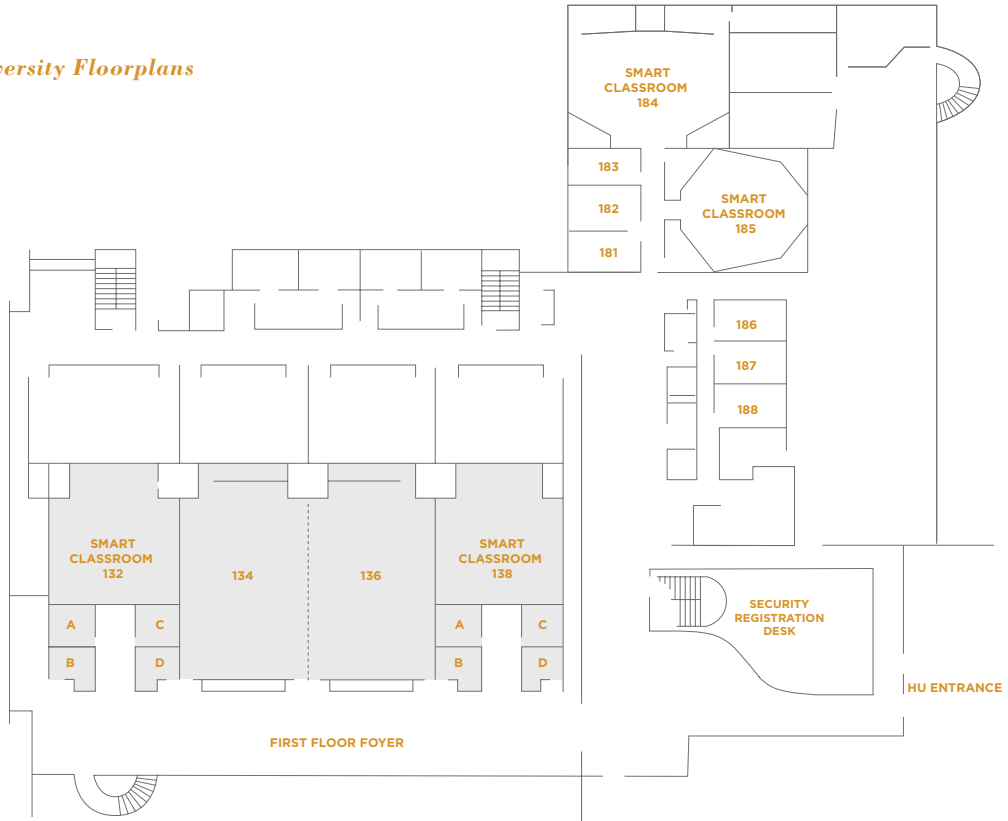 versity Floorplans
SMART
CLASSROOM
184
183
182
181
SMART
CLASSROOM
185
186
187
188
SMART
CLASSROOM
132
134
136
SMART
CLASSROOM
138
A
C
B
D
A
C
B
D
SECURITY
REGISTRATION
DESK
HU ENTRANCE
FIRST FLOOR FOYER